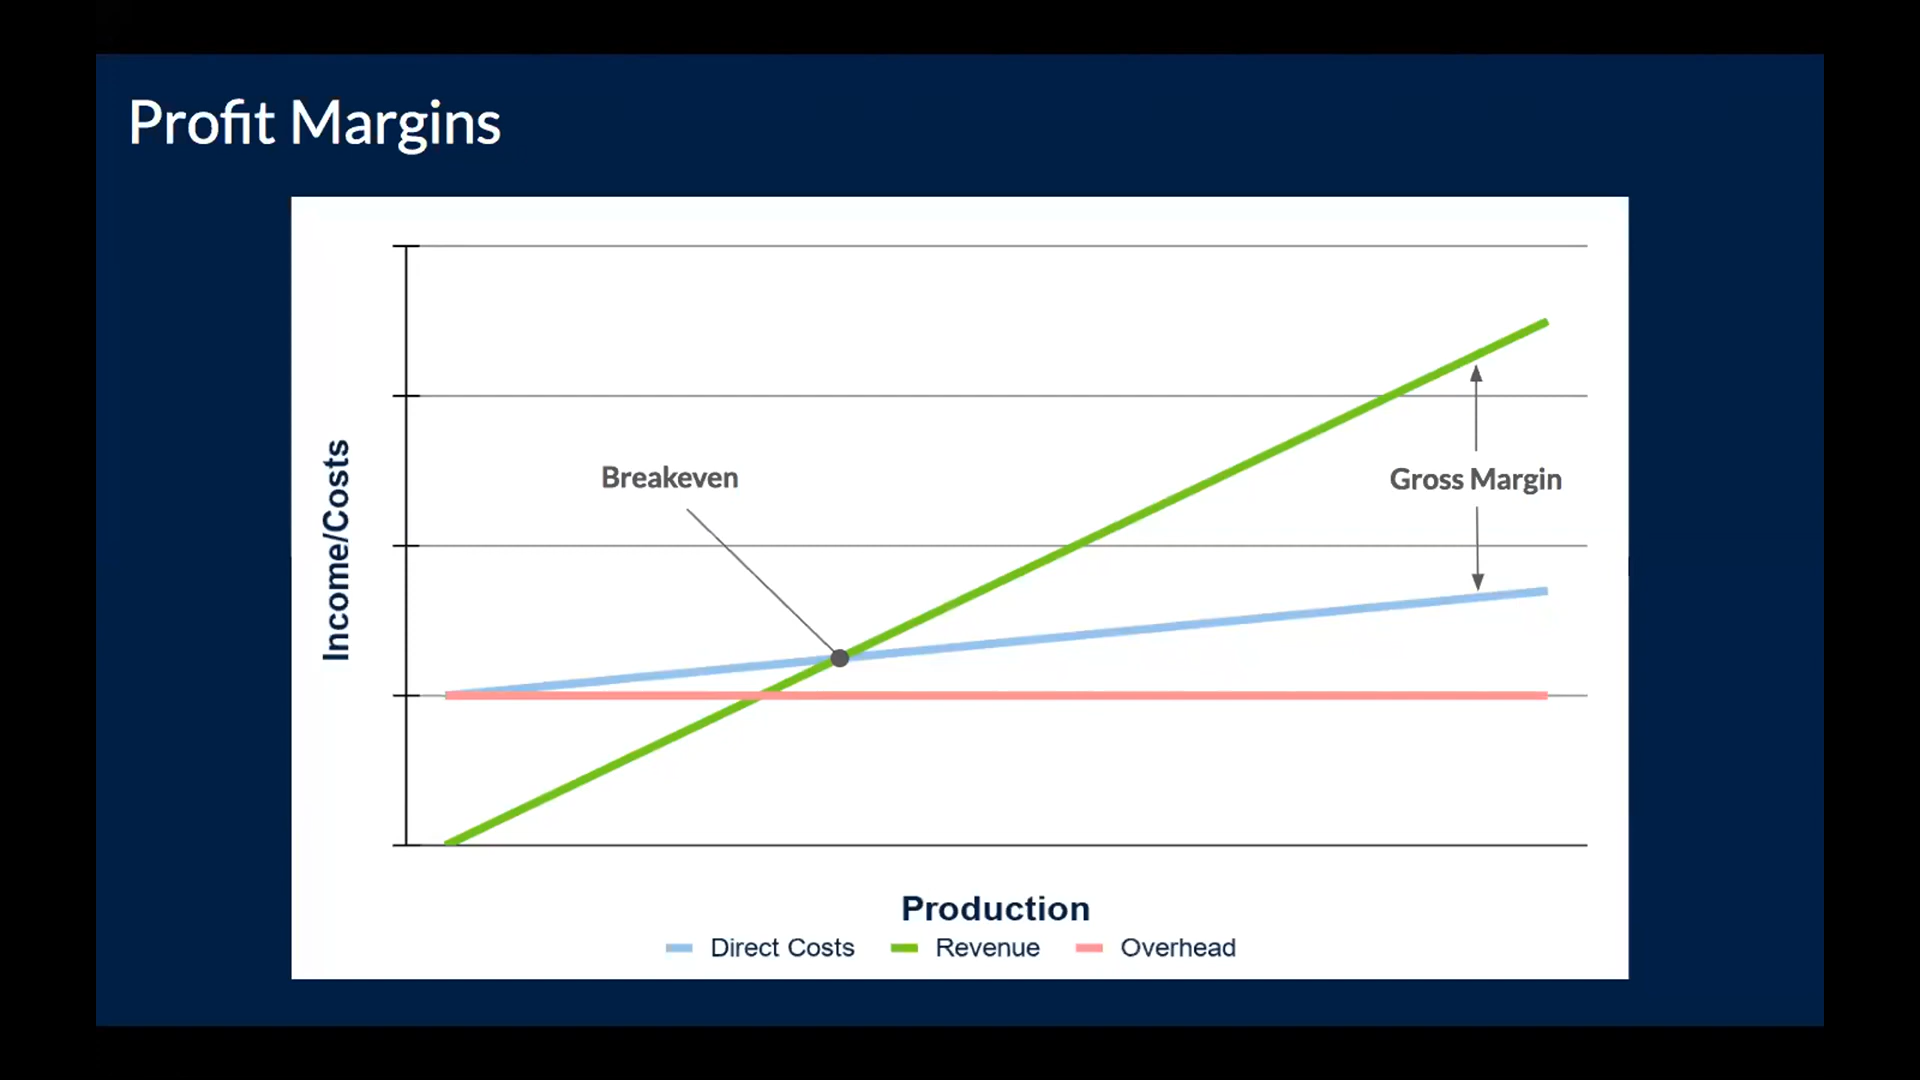 Profit Margins
Breakeven
Gross Margin
Income/Costs
Production
Direct Costs Revenue Overhead